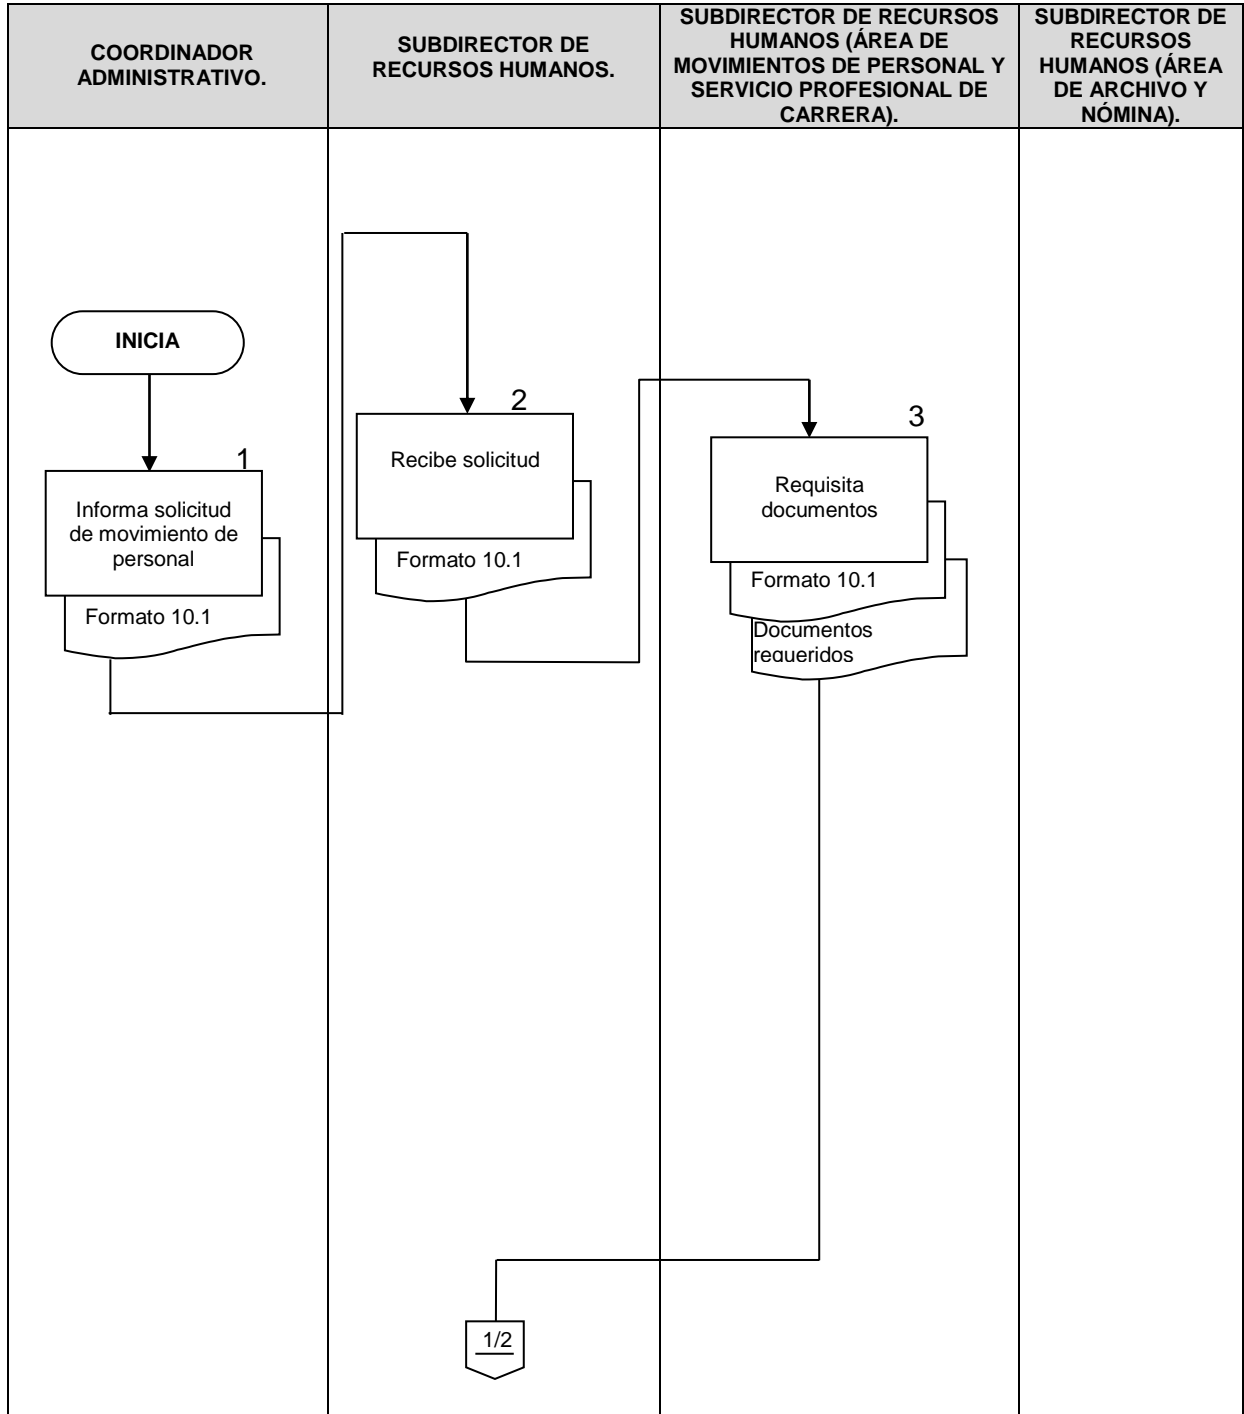 COORDINADOR
ADMINISTRATIVO.
SUBDIRECTOR DE
RECURSOS HUMANOS.
SUBDIRECTOR DE RECURSOS
HUMANOS (ÁREA DE
MOVIMIENTOS DE PERSONAL Y
SERVICIO PROFESIONAL DE
CARRERA).
SUBDIRECTOR DE
RECURSOS
HUMANOS (ÁREA
DE ARCHIVO Y
NÓMINA).
INICIA
1
Informa solicitud
de movimiento de
personal
Formato 10.1
2
Recibe solicitud
Formato 10.1
3
Requisita
documentos
Formato 10.1
Documentos
requeridos
1/2